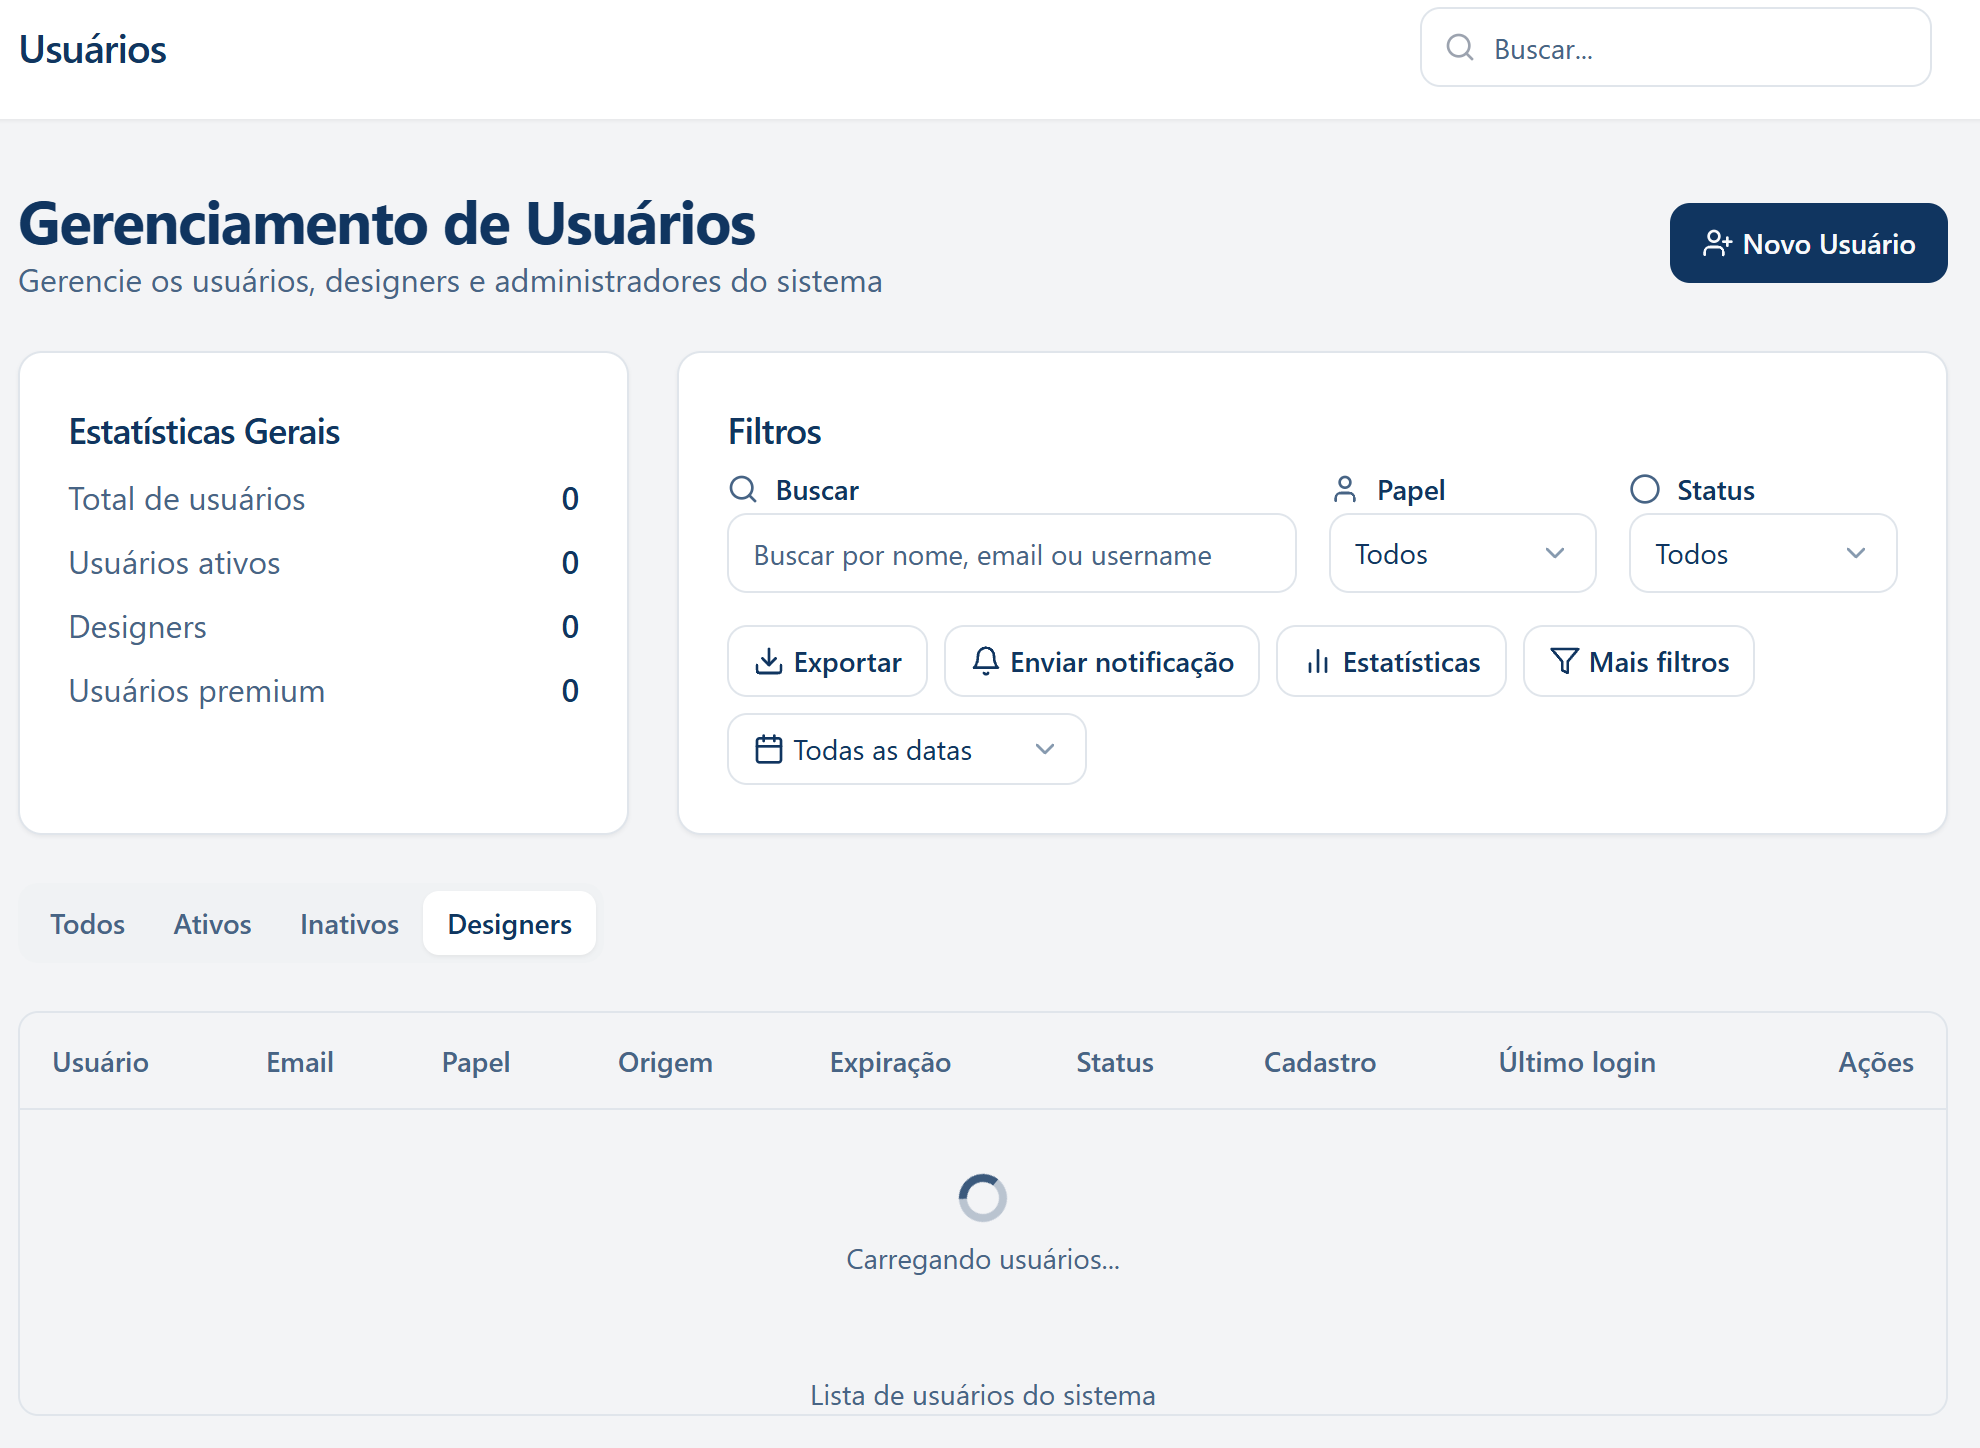 Usuários
Buscar...
Gerenciamento de Usuários
Gerencie os usuários, designers e administradores do sistema
Novo Usuário
Estatísticas Gerais
Total de usuários 0
Usuários ativos 0
Designers 0
Usuários premium 0
Filtros
Buscar
Papel
Status
Buscar por nome, email ou username
Todos
Todos
Exportar
Enviar notificação
Estatísticas
Mais filtros
Todas as datas
Todos Ativos Inativos Designers
Usuário Email Papel Origem Expiração Status Cadastro Último login Ações
Carregando usuários...
Lista de usuários do sistema